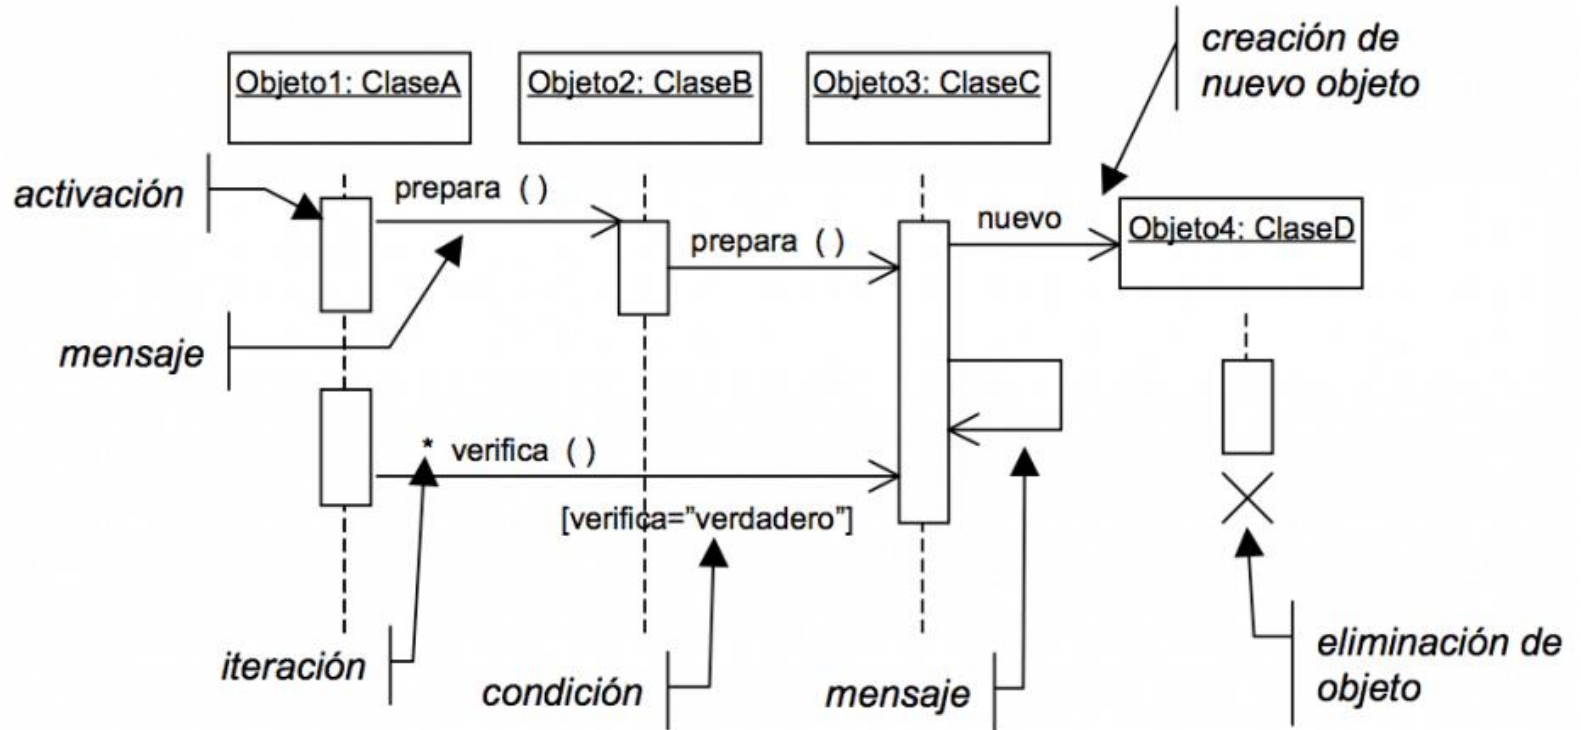 creación de
nuevo objeto
Objeto1: ClaseA
Objeto2: ClaseB
Objeto3: ClaseC
activación
prepara ( )
prepara ( )
nuevo
Objeto4: ClaseD
mensaje
* verifica ( )
[verifica=”verdadero”]
iteración
condición
mensaje
eliminación de
objeto